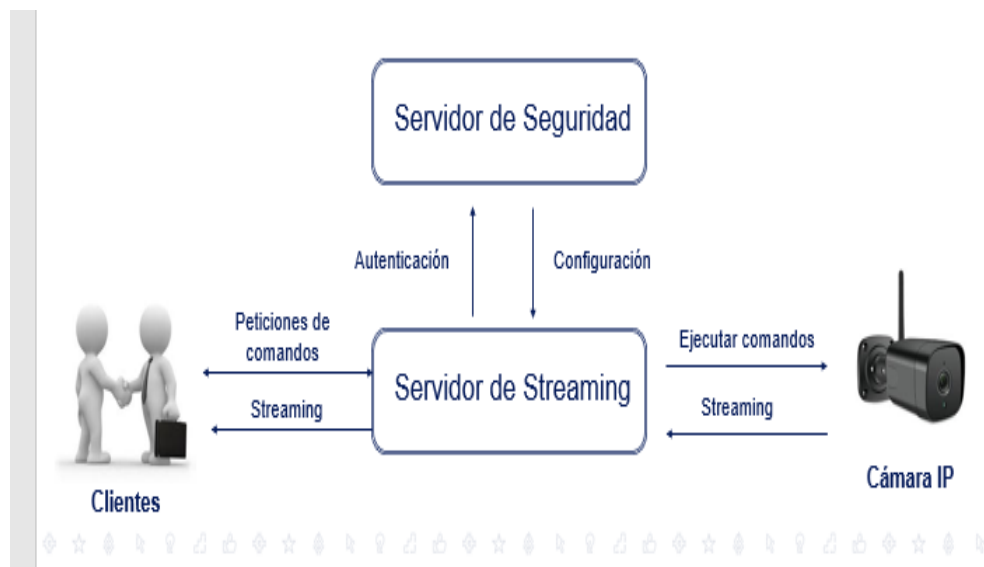 Servidor de Seguridad
Autenticación
Configuración
Peticiones de
comandos
Streaming
Servidor de Streaming
Ejecutar comandos
Streaming
Clientes
Cámara IP